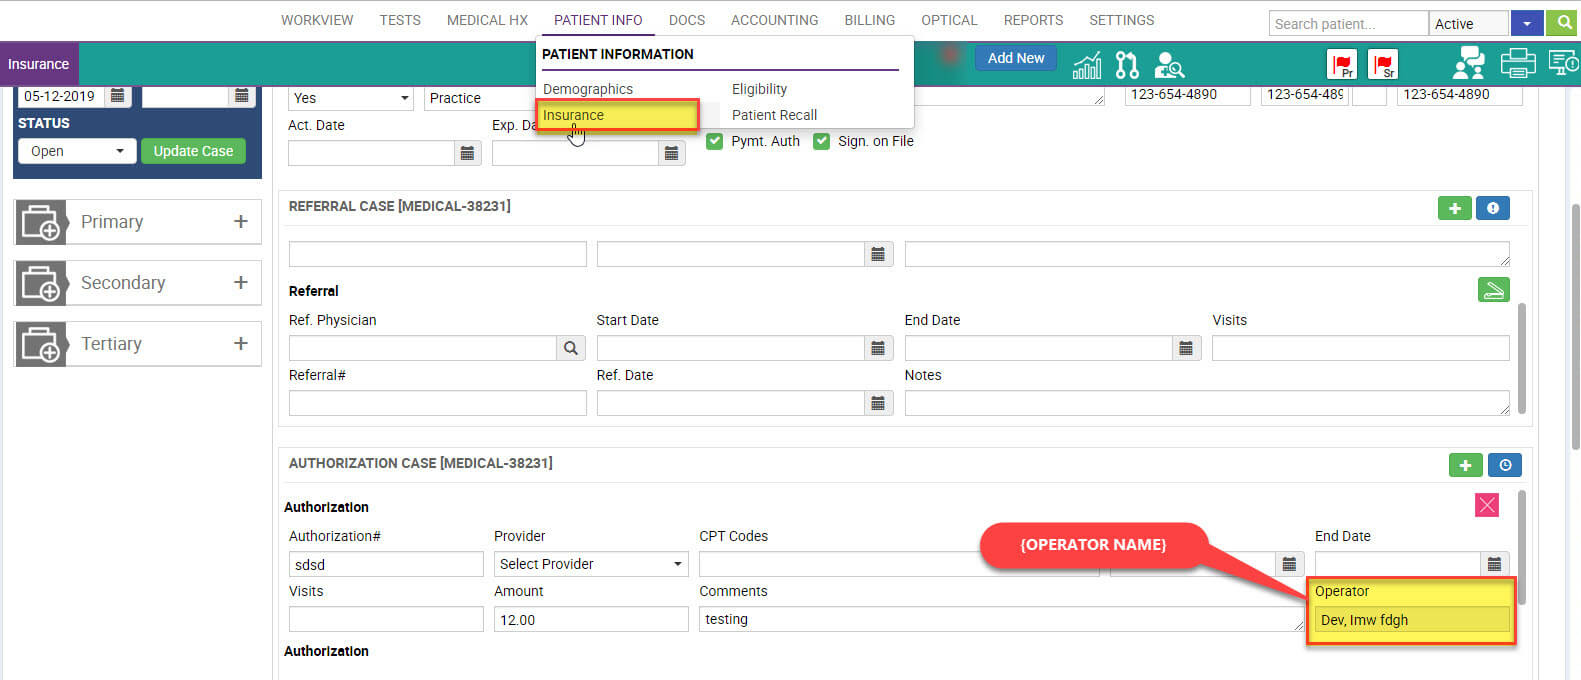 WORKVIEW TESTS MEDICAL HX PATIENT INFO DOCS ACCOUNTING BILLING OPTICAL REPORTS SETTINGS Search patient... Active
PATIENT INFORMATION
Insurance Add New Pr Sr
Demographics Eligibility
Insurance Patient Recall
05-12-2019 Yes Practice 123-654-4890 123-654-489 123-654-4890
STATUS
Act. Date Exp. Da
Open Update Case Pymt. Auth Sign. on File
REFERRAL CASE [MEDICAL-38231]
Primary
Secondary
Tertiary
Referral
Ref. Physician Start Date End Date Visits
Referral# Ref. Date Notes
AUTHORIZATION CASE [MEDICAL-38231]
Authorization
Authorization# Provider CPT Codes End Date
{OPERATOR NAME}
sdsd Select Provider
Visits Amount Comments Operator
12.00 testing Dev, Imw fdgh
Authorization